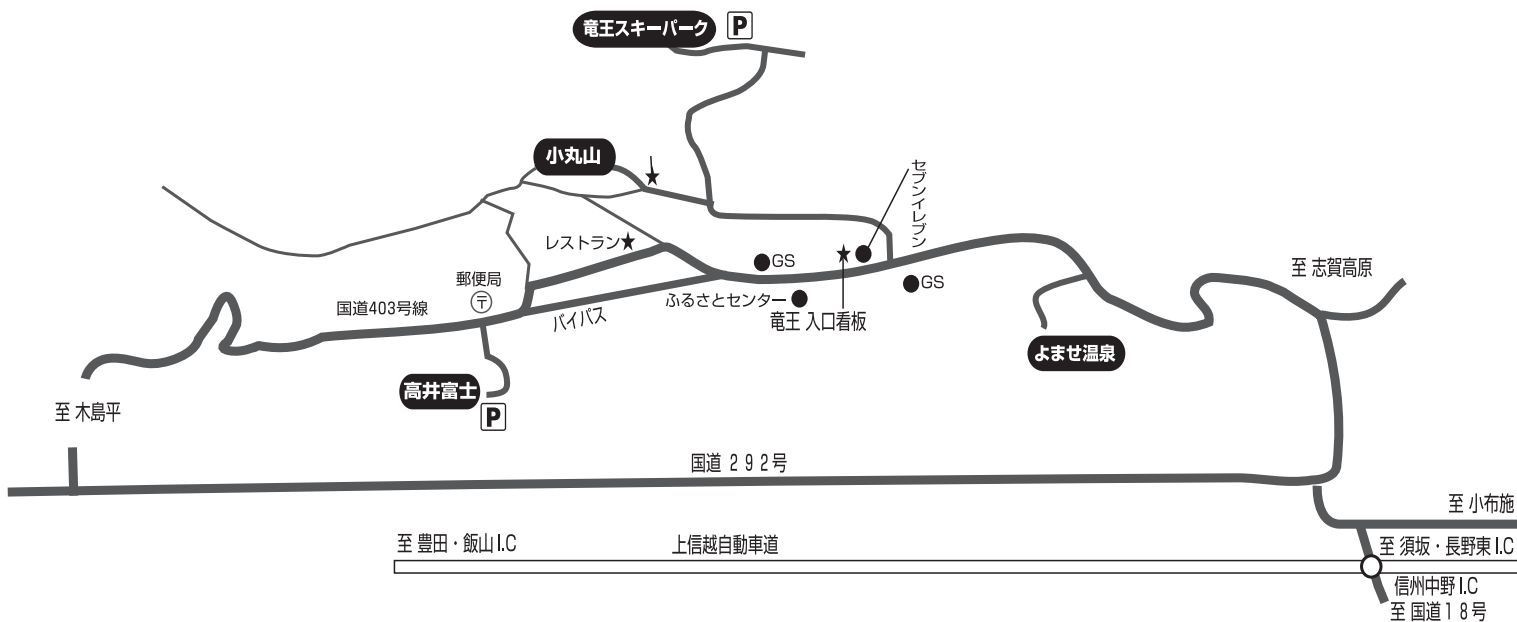 竜王スキーパーク
P
小丸山
セブンイレブン
レストラン
GS
至 志賀高原
郵便局
〒
GS
国道403号線
ふるさとセンター
バイパス
竜王 入口看板
よませ温泉
高井富士
P
至 木島平
国道 292号
至 小布施
至 豊田・飯山I.C
上信越自動車道
至 須坂・長野東I.C
信州中野I.C
至 国道18号